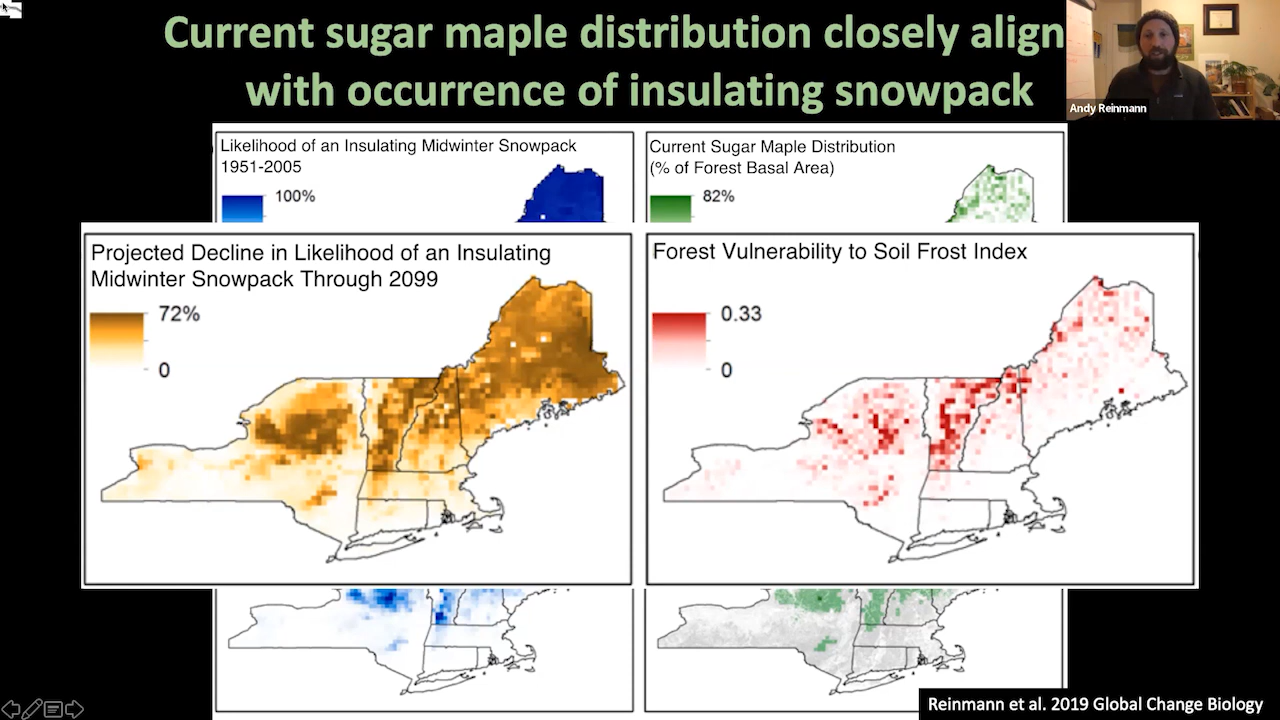 Current sugar maple distribution closely align
with occurrence of insulating snowpack
Andy Reinmann
Likelihood of an Insulating Midwinter Snowpack
1951-2005
100%
Current Sugar Maple Distribution
(% of Forest Basal Area)
82%
Projected Decline in Likelihood of an Insulating
Midwinter Snowpack Through 2099
72%
0
Forest Vulnerability to Soil Frost Index
0.33
0
Reinmann et al. 2019 Global Change Biology